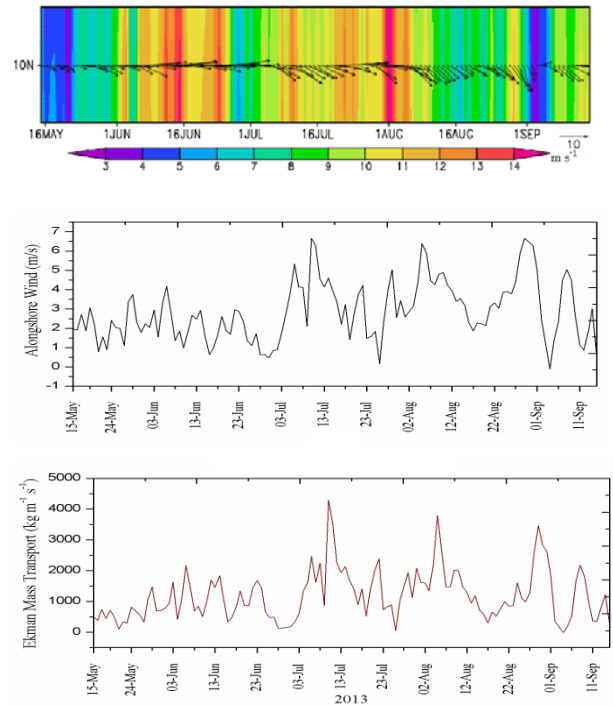 10N
16MAY 1JUN 16JUN 1JUL 16JUL 1AUG 16AUG 1SEP
10
3 4 5 6 7 8 9 10 11 12 13 14 m s⁻¹
Alongshore Wind (m/s)
7
6
5
4
3
2
1
0
-1
15-May 24-May 03-Jun 13-Jun 23-Jun 03-Jul 13-Jul 23-Jul 02-Aug 12-Aug 22-Aug 01-Sep 11-Sep
Ekman Mass Transport (kg m⁻¹ s⁻¹)
5000
4000
3000
2000
1000
0
15-May 24-May 03-Jun 13-Jun 23-Jun 03-Jul 13-Jul 23-Jul 02-Aug 12-Aug 22-Aug 01-Sep 11-Sep
2013